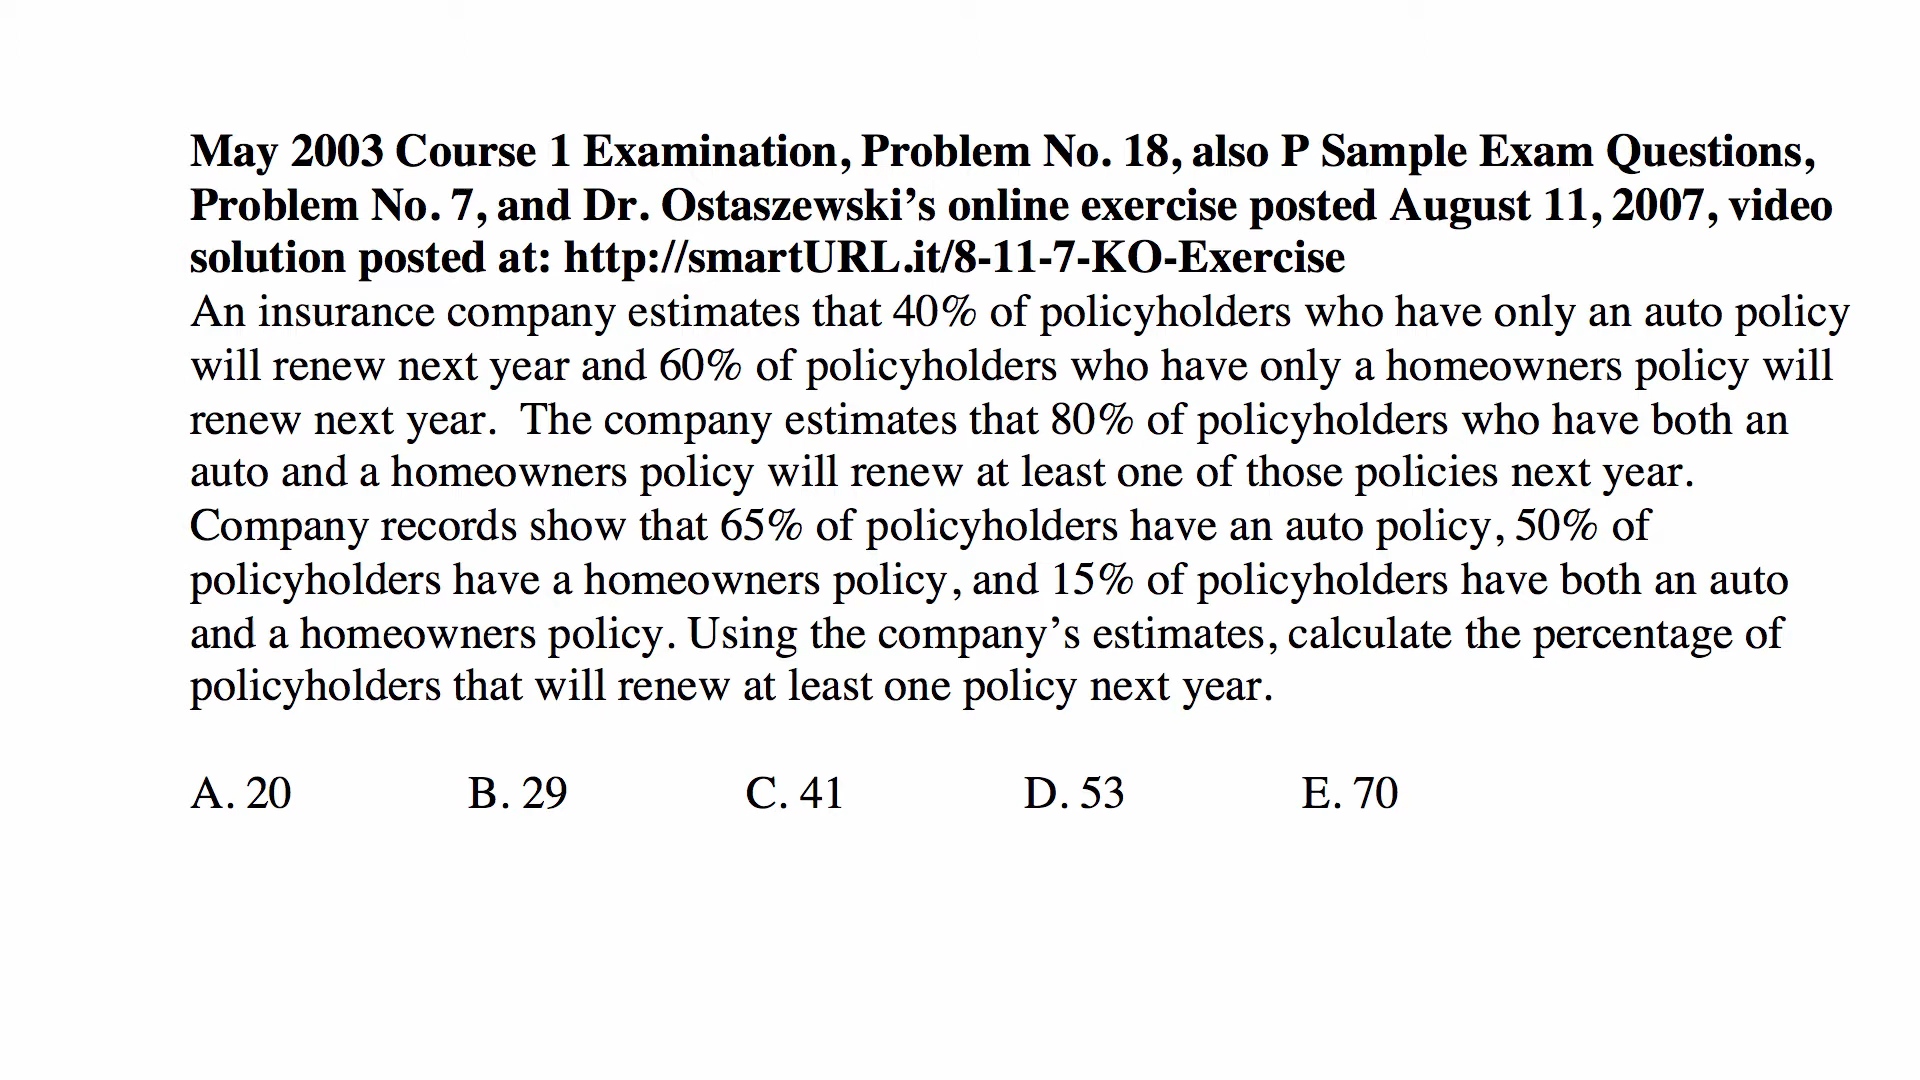 May 2003 Course 1 Examination, Problem No. 18, also P Sample Exam Questions,
Problem No. 7, and Dr. Ostaszewski’s online exercise posted August 11, 2007, video
solution posted at: http://smartURL.it/8-11-7-KO-Exercise
An insurance company estimates that 40% of policyholders who have only an auto policy
will renew next year and 60% of policyholders who have only a homeowners policy will
renew next year.  The company estimates that 80% of policyholders who have both an
auto and a homeowners policy will renew at least one of those policies next year.
Company records show that 65% of policyholders have an auto policy, 50% of
policyholders have a homeowners policy, and 15% of policyholders have both an auto
and a homeowners policy. Using the company’s estimates, calculate the percentage of
policyholders that will renew at least one policy next year.
A. 20 B. 29 C. 41 D. 53 E. 70